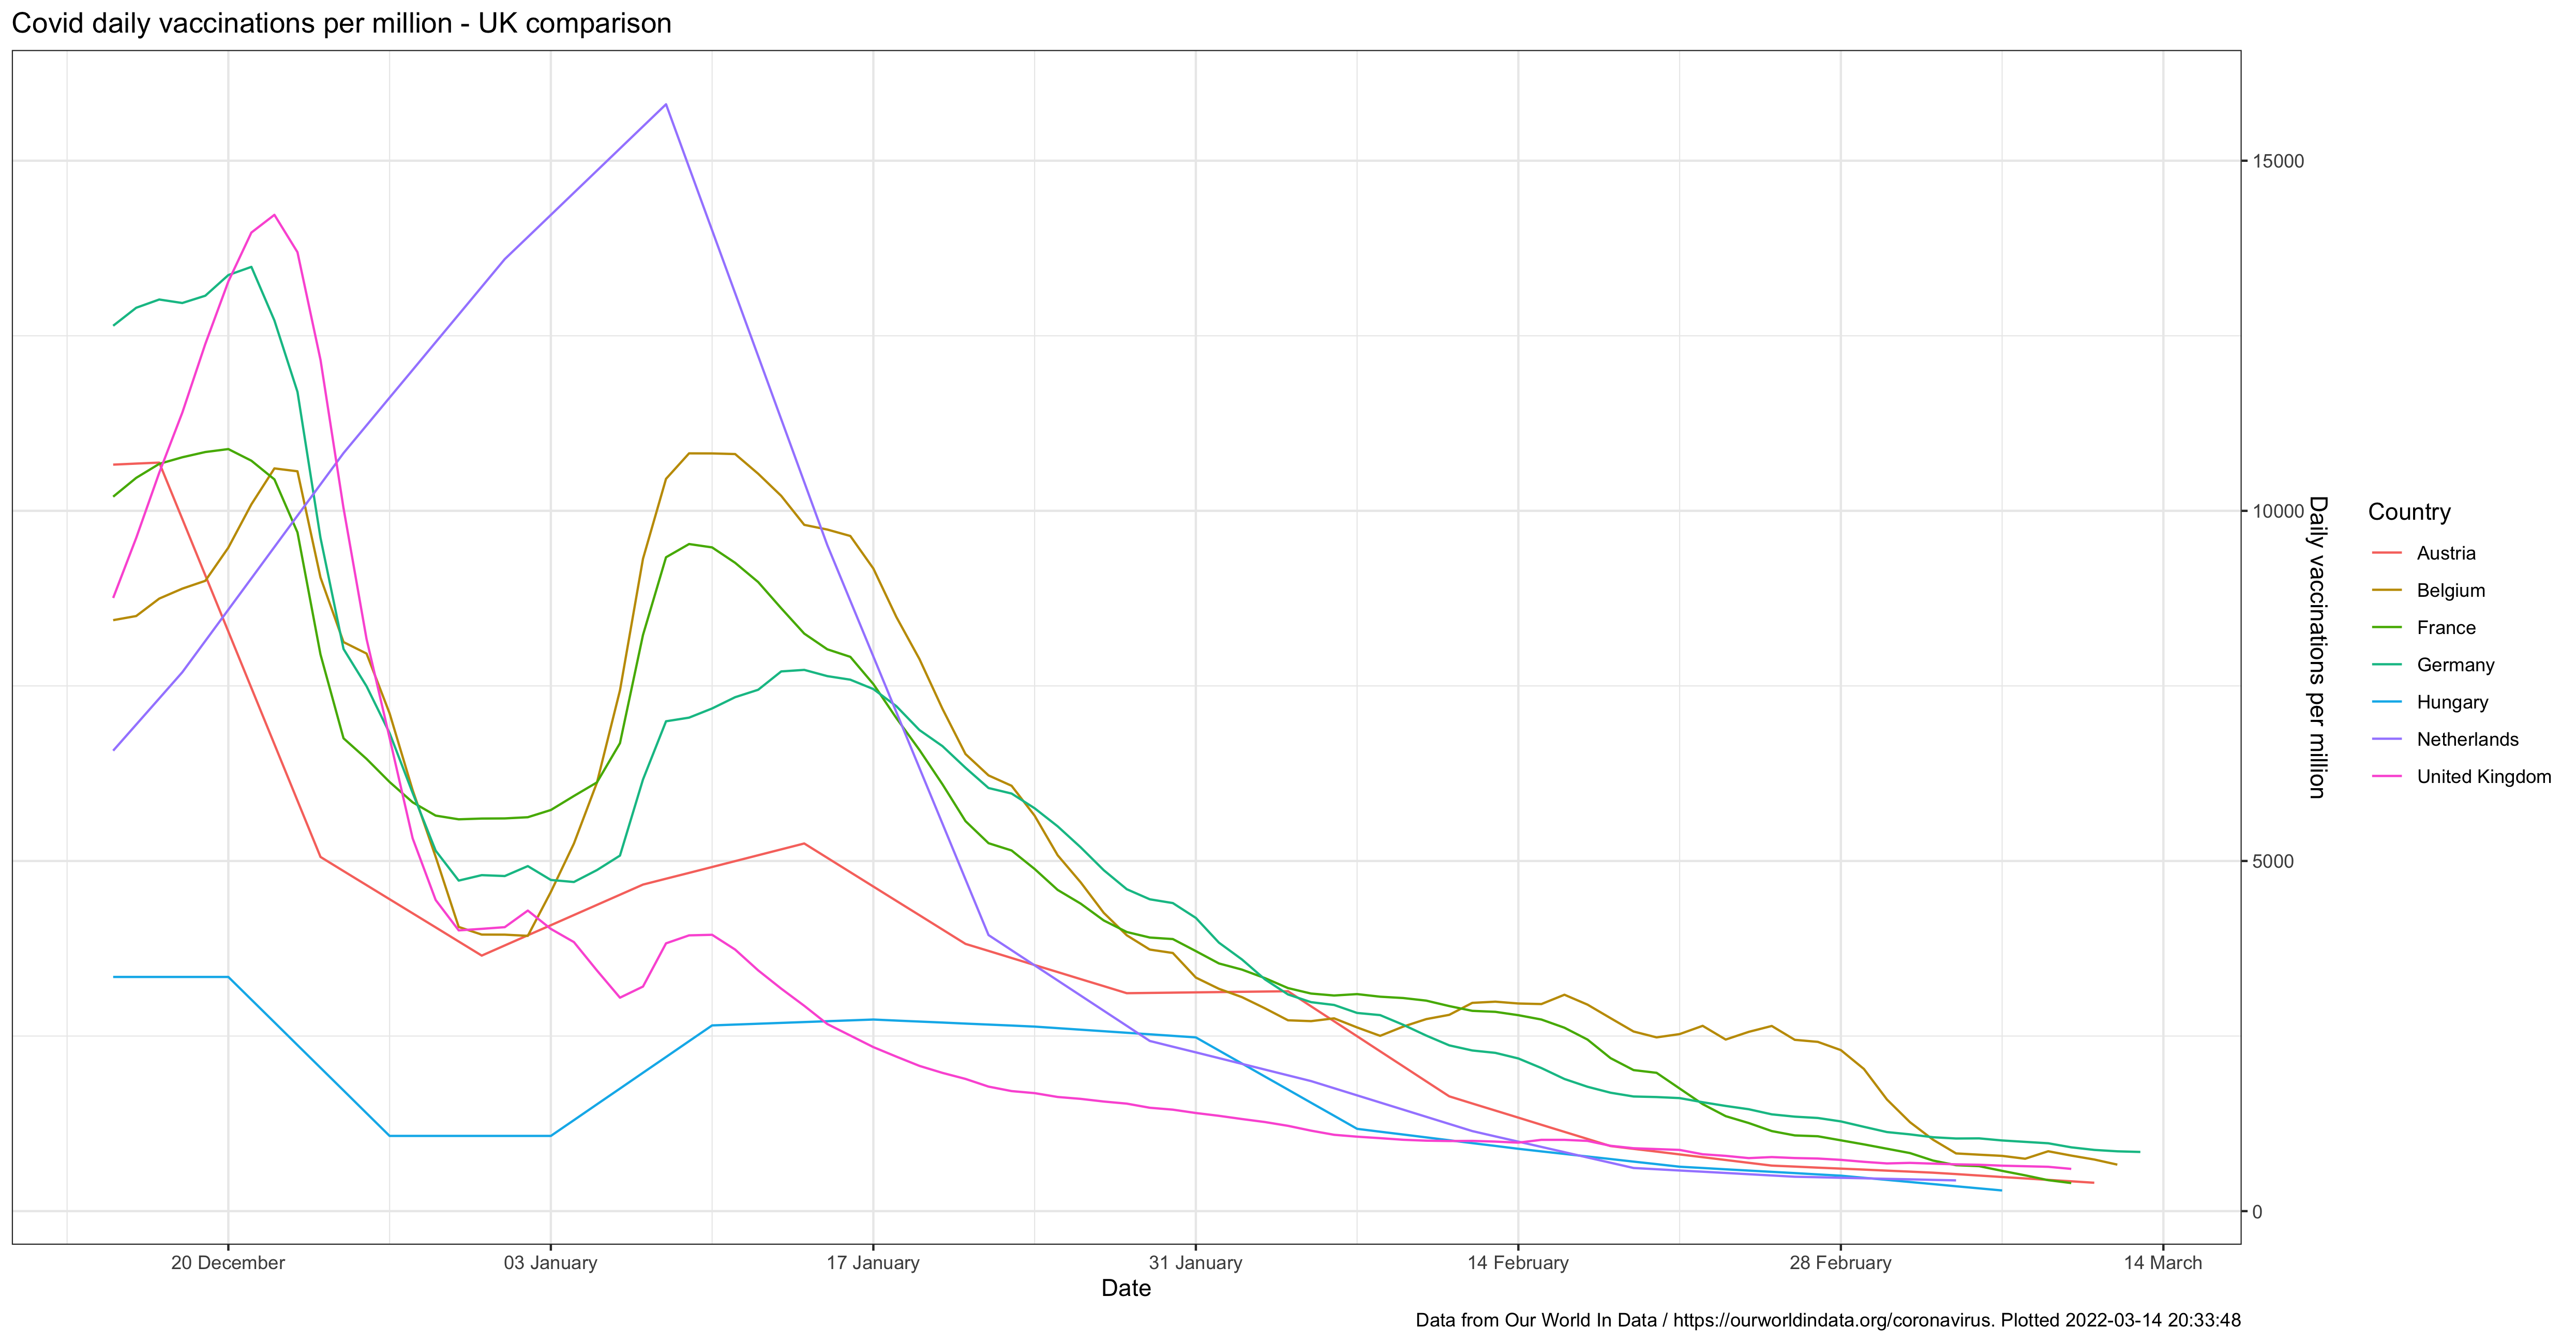 Covid daily vaccinations per million - UK comparison
15000
10000
5000
0
Daily vaccinations per million
Country
Austria
Belgium
France
Germany
Hungary
Netherlands
United Kingdom
20 December
03 January
17 January
31 January
14 February
28 February
14 March
Date
Data from Our World In Data / https://ourworldindata.org/coronavirus. Plotted 2022-03-14 20:33:48